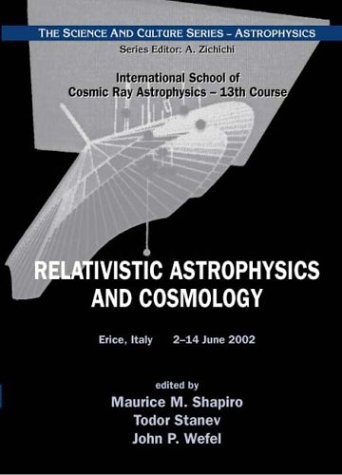 THE SCIENCE AND CULTURE SERIES – ASTROPHYSICS
Series Editor: A. Zichichi
International School of
Cosmic Ray Astrophysics – 13th Course
RELATIVISTIC ASTROPHYSICS
AND COSMOLOGY
Erice, Italy 2–14 June 2002
edited by
Maurice M. Shapiro
Todor Stanev
John P. Wefel